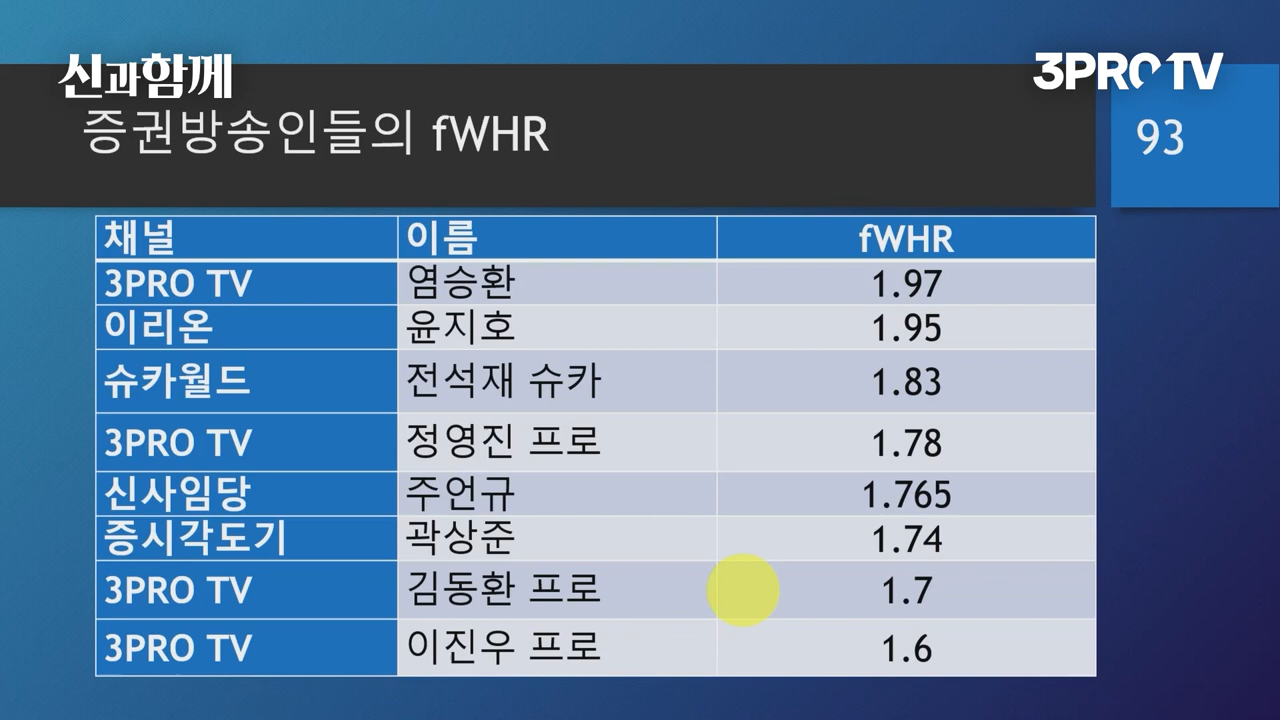 신과함께
3PRO TV
증권방송인들의 fWHR
93
채널 이름 fWHR
3PRO TV 염승환 1.97
이리온 윤지호 1.95
슈카월드 전석재 슈카 1.83
3PRO TV 정영진 프로 1.78
신사임당 주언규 1.765
증시각도기 곽상준 1.74
3PRO TV 김동환 프로 1.7
3PRO TV 이진우 프로 1.6